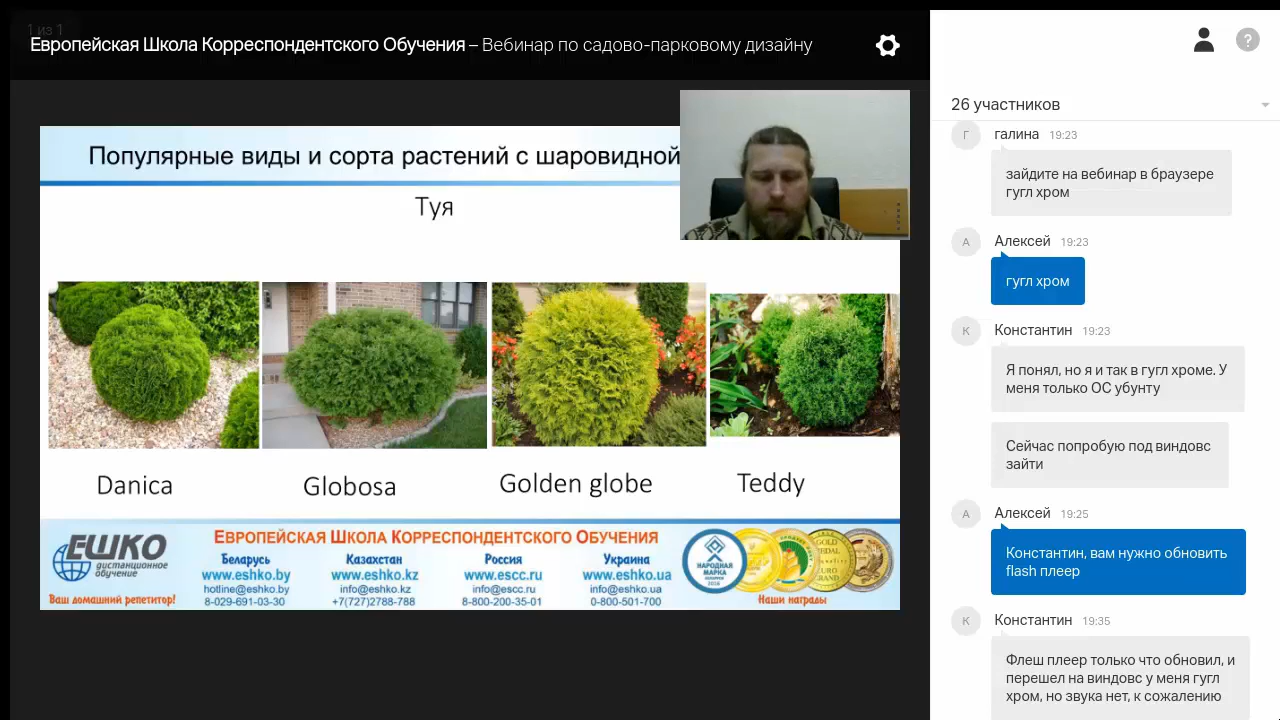 1 из 1
Европейская Школа Корреспондентского Обучения – Вебинар по садово-парковому дизайну
Популярные виды и сорта растений с шаровидной
Туя
Danica
Globosa
Golden globe
Teddy
ЕШКО
дистанционное
обучение
Ваш домашний репетитор!
Европейская Школа Корреспондентского Обучения
Беларусь
www.eshko.by
hotline@eshko.by
8-029-691-03-30
Казахстан
www.eshko.kz
info@eshko.kz
+7(727)2788-788
Россия
www.escc.ru
info@escc.ru
8-800-200-35-01
Украина
www.eshko.ua
info@eshko.ua
0-800-501-700
НАРОДНАЯ
МАРКА
Наши награды
?
26 участников
Г
галина 19:23
зайдите на вебинар в браузере
гугл хром
А
Алексей 19:23
гугл хром
К
Константин 19:23
Я понял, но я и так в гугл хроме. У
меня только ОС убунту
Сейчас попробую под виндовс
зайти
А
Алексей 19:25
Константин, вам нужно обновить
flash плеер
К
Константин 19:35
Флеш плеер только что обновил, и
перешел на виндовс у меня гугл
хром, но звука нет, к сожалению